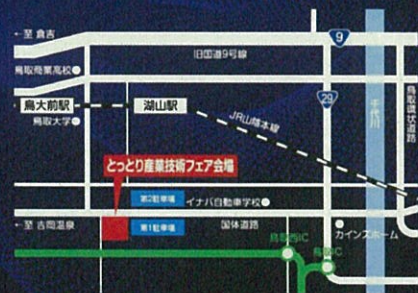 ←至 倉吉
9
旧国道9号線
鳥取商業高校
29
鳥大前駅
湖山駅
鳥取大学
JR山陰本線
千代川
鳥取環状道路
とっとり産業技術フェア会場
第2駐車場
イナバ自動車学校
←至 吉岡温泉
第1駐車場
国体道路
カインズホーム
鳥取西IC
鳥取IC